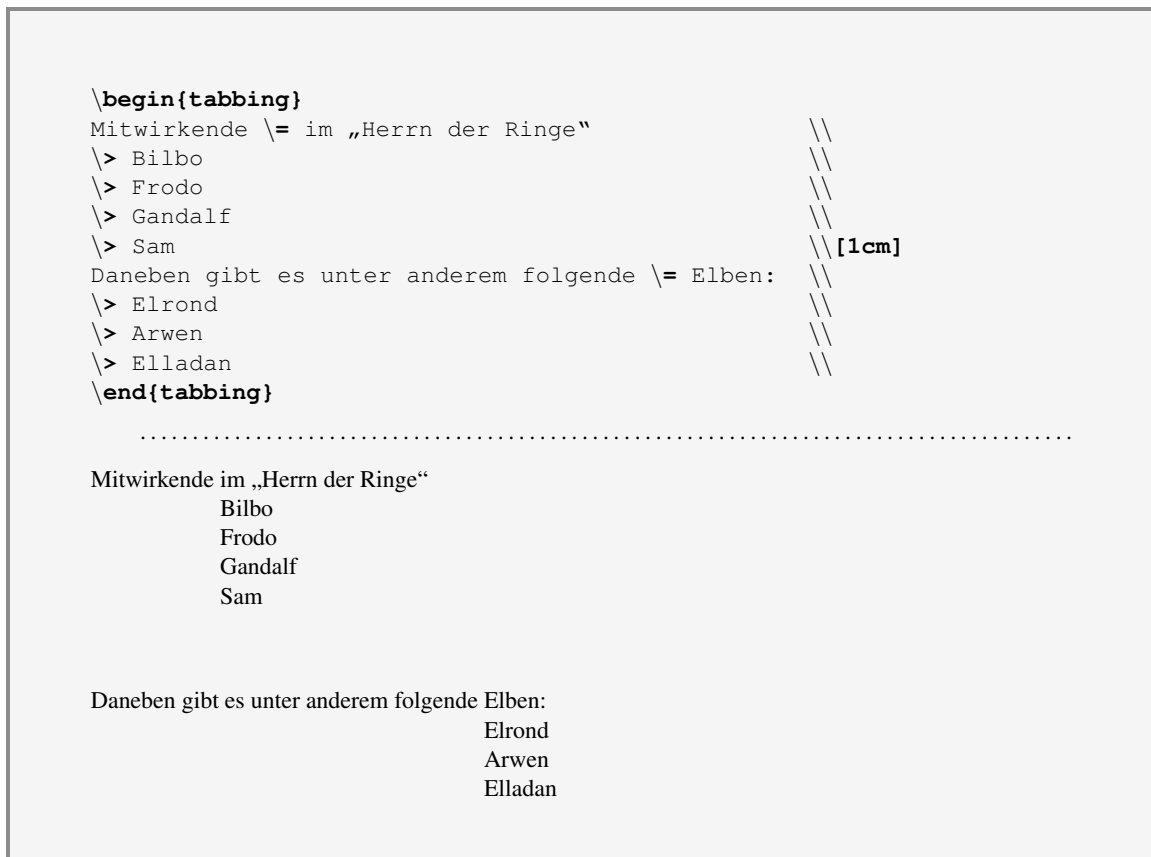 \begin{tabbing}
Mitwirkende \= im „Herrn der Ringe“ \\
\> Bilbo \\
\> Frodo \\
\> Gandalf \\
\> Sam \\[1cm]
Daneben gibt es unter anderem folgende \= Elben: \\
\> Elrond \\
\> Arwen \\
\> Elladan \\
\end{tabbing}
Mitwirkende im „Herrn der Ringe“
Bilbo
Frodo
Gandalf
Sam
Daneben gibt es unter anderem folgende Elben:
Elrond
Arwen
Elladan